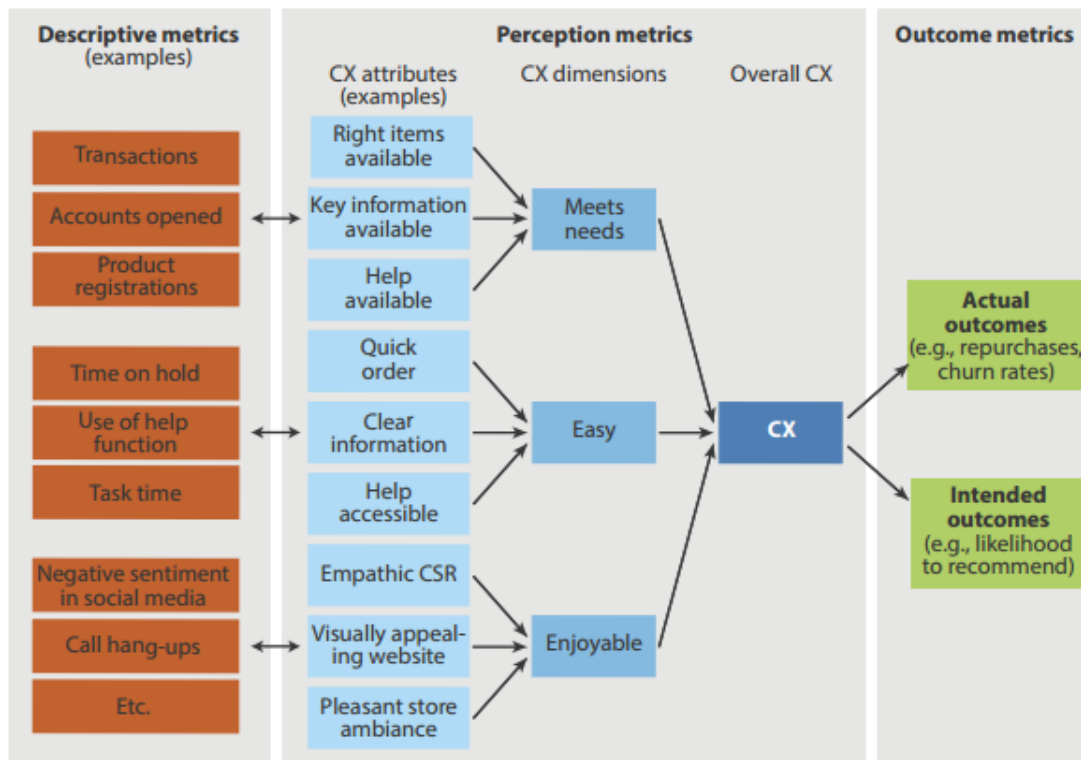 Descriptive metrics
(examples)
Transactions
Accounts opened
Product
registrations
Time on hold
Use of help
function
Task time
Negative sentiment
in social media
Call hang-ups
Etc.
Perception metrics
CX attributes
(examples)
CX dimensions
Overall CX
Right items
available
Key information
available
Help
available
Quick
order
Clear
information
Help
accessible
Empathic CSR
Visually appeal-
ing website
Pleasant store
ambiance
Meets
needs
Easy
Enjoyable
CX
Outcome metrics
Actual
outcomes
(e.g., repurchases,
churn rates)
Intended
outcomes
(e.g., likelihood
to recommend)